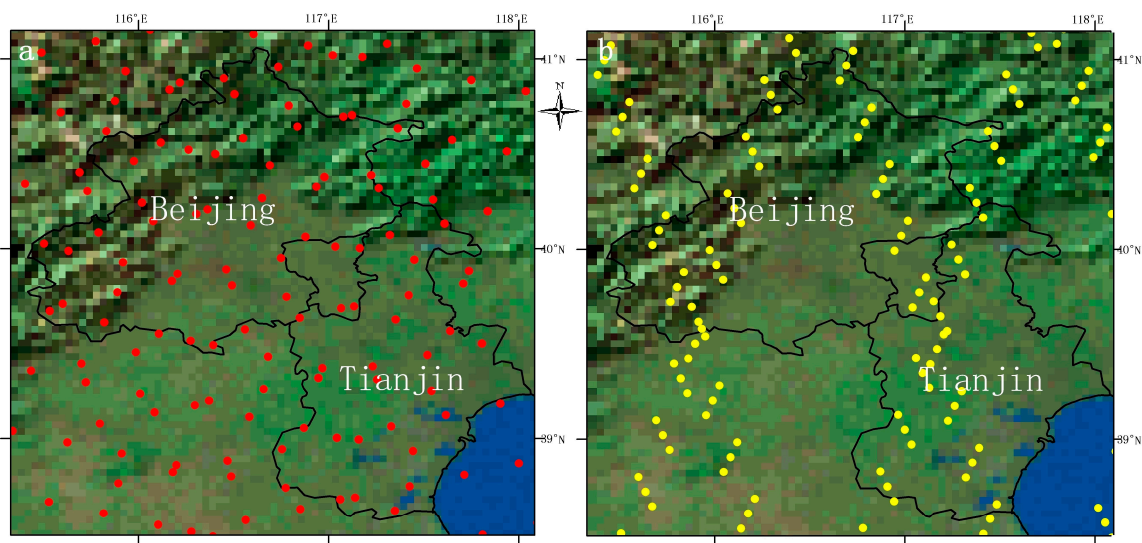 116°E 117°E 118°E 116°E 117°E 118°E
a b
41°N 41°N
N
Beijing Beijing
40°N 40°N
Tianjin Tianjin
39°N 39°N